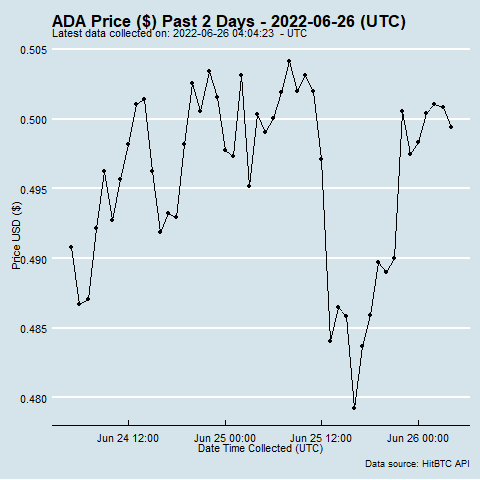 ADA Price ($) Past 2 Days - 2022-06-26 (UTC)
Latest data collected on: 2022-06-26 04:04:23 - UTC
0.505
0.500
0.495
0.490
0.485
0.480
Price USD ($)
Jun 24 12:00 Jun 25 00:00 Jun 25 12:00 Jun 26 00:00
Date Time Collected (UTC)
Data source: HitBTC API